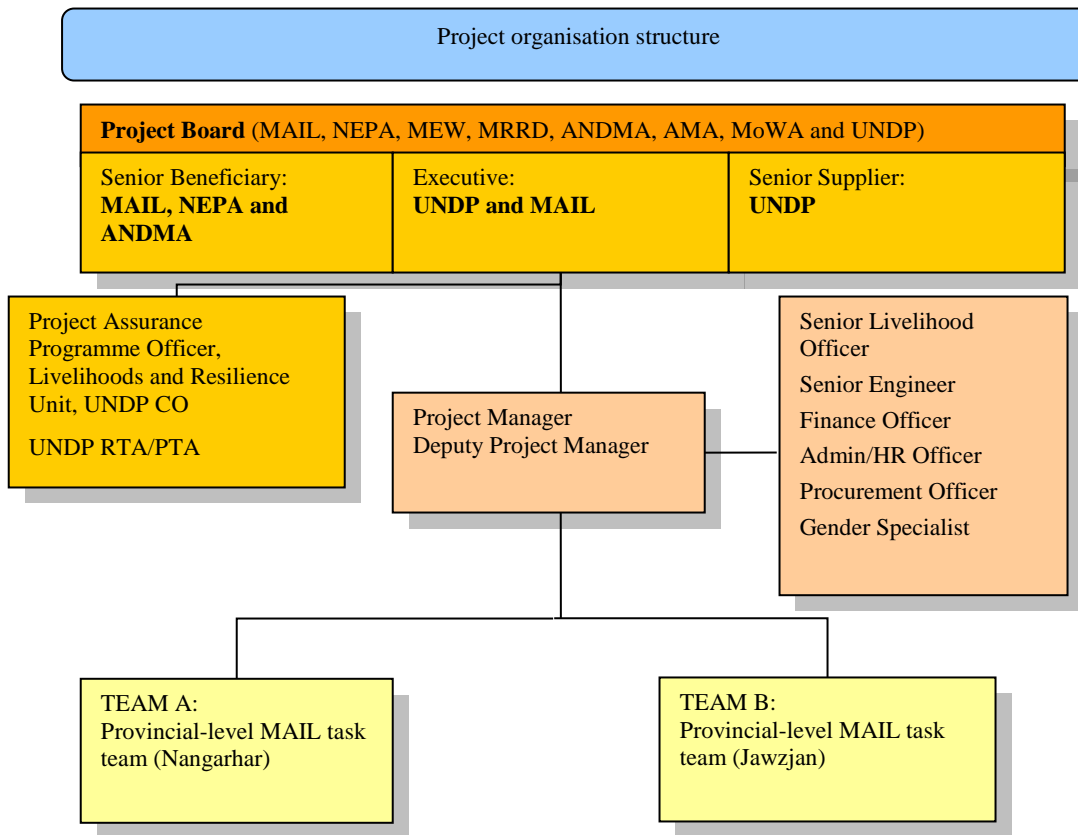 Project organisation structure
Project Board (MAIL, NEPA, MEW, MRRD, ANDMA, AMA, MoWA and UNDP)
Senior Beneficiary:
MAIL, NEPA and
ANDMA
Executive:
UNDP and MAIL
Senior Supplier:
UNDP
Project Assurance
Programme Officer,
Livelihoods and Resilience
Unit, UNDP CO
UNDP RTA/PTA
Project Manager
Deputy Project Manager
Senior Livelihood
Officer
Senior Engineer
Finance Officer
Admin/HR Officer
Procurement Officer
Gender Specialist
TEAM A:
Provincial-level MAIL task
team (Nangarhar)
TEAM B:
Provincial-level MAIL task
team (Jawzjan)